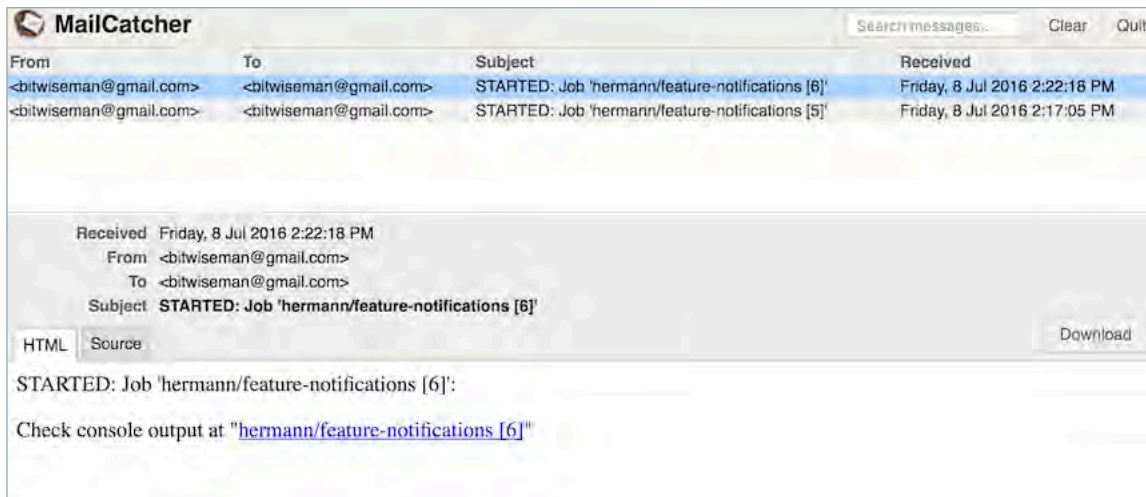 MailCatcher Search messages... Clear Quit
From To Subject Received
<bitwiseman@gmail.com> <bitwiseman@gmail.com> STARTED: Job 'hermann/feature-notifications [6]' Friday, 8 Jul 2016 2:22:18 PM
<bitwiseman@gmail.com> <bitwiseman@gmail.com> STARTED: Job 'hermann/feature-notifications [5]' Friday, 8 Jul 2016 2:17:05 PM
Received Friday, 8 Jul 2016 2:22:18 PM
From <bitwiseman@gmail.com>
To <bitwiseman@gmail.com>
Subject STARTED: Job 'hermann/feature-notifications [6]'
HTML Source Download
STARTED: Job 'hermann/feature-notifications [6]':
Check console output at "hermann/feature-notifications [6]"